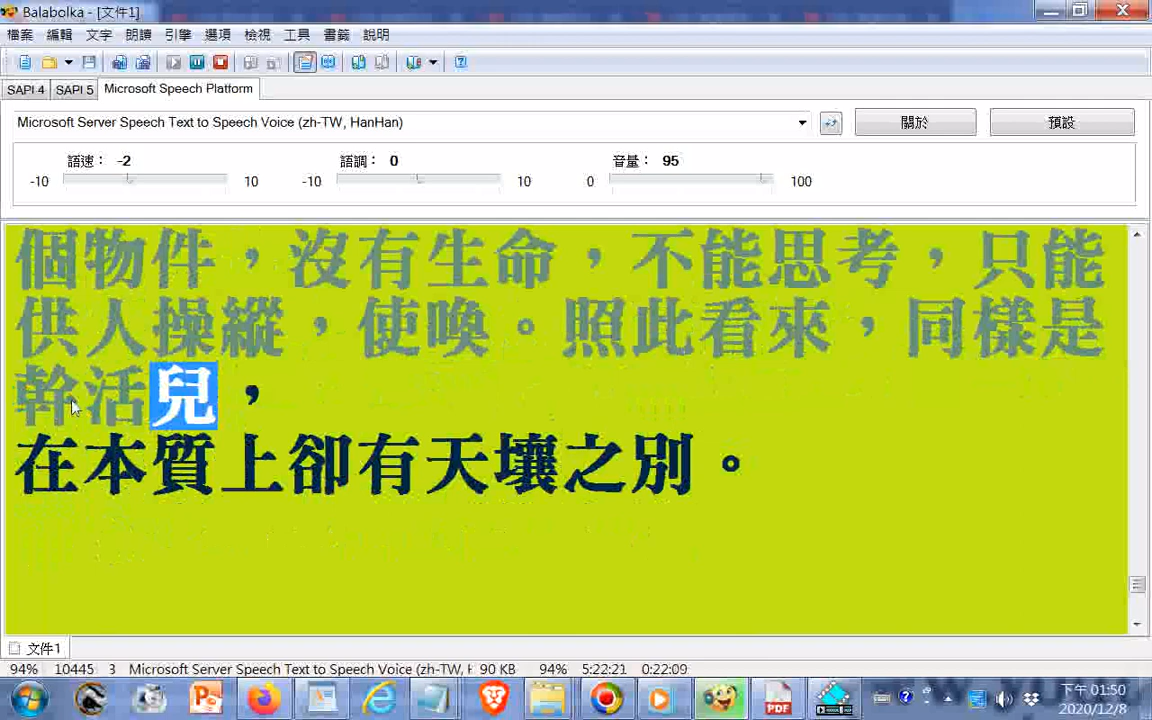 Balabolka - [文件1]
檔案 編輯 文字 朗讀 引擎 選項 檢視 工具 書籤 說明
SAPI 4 SAPI 5 Microsoft Speech Platform
Microsoft Server Speech Text to Speech Voice (zh-TW, HanHan) 關於 預設
語速： -2 語調： 0 音量： 95
-10 10 -10 10 0 100
個物件，沒有生命，不能思考，只能
供人操縱，使喚。照此看來，同樣是
幹活兒，
在本質上卻有天壤之別。
文件1
94% 10445 3 Microsoft Server Speech Text to Speech Voice (zh-TW, H 90 KB 94% 5:22:21 0:22:09
下午 01:50
2020/12/8